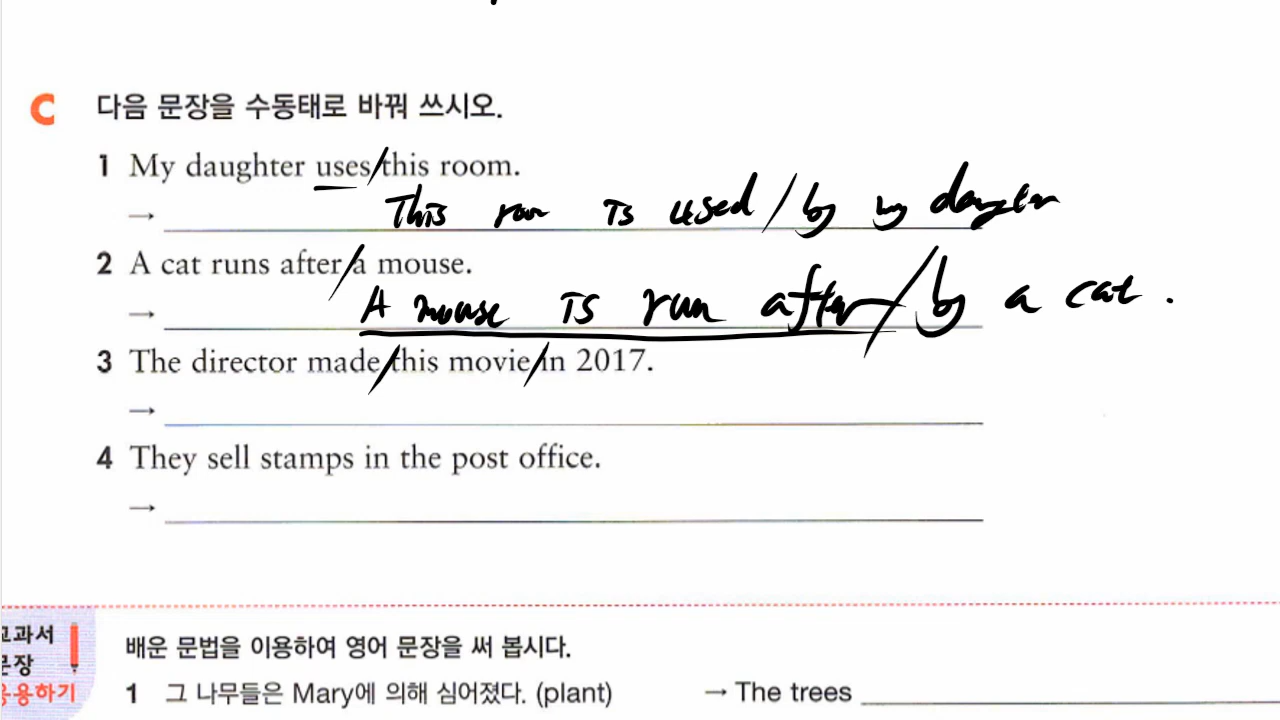 C 다음 문장을 수동태로 바꿔 쓰시오.
1 My daughter uses/this room.
→ This room is used / by my daughter
2 A cat runs after/a mouse.
→ A mouse is run after / by a cat.
3 The director made/this movie/in 2017.
→
4 They sell stamps in the post office.
→
교과서
문장
응용하기
배운 문법을 이용하여 영어 문장을 써 봅시다.
1 그 나무들은 Mary에 의해 심어졌다. (plant) → The trees